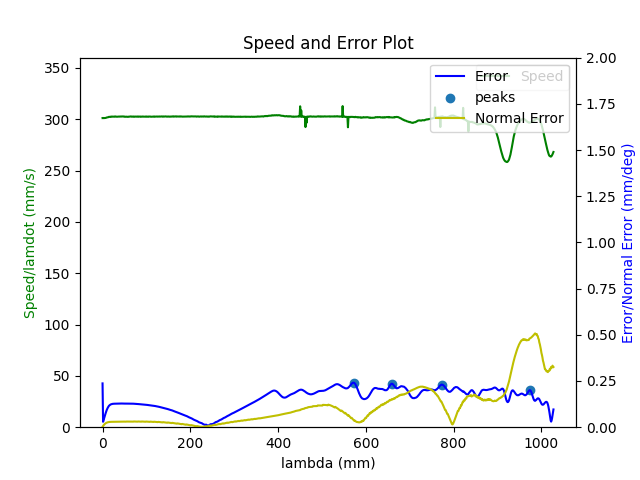 Speed and Error Plot
Error
Speed
peaks
Normal Error
350
300
250
200
150
100
50
0
2.00
1.75
1.50
1.25
1.00
0.75
0.50
0.25
0.00
0
200
400
600
800
1000
Speed/lamdot (mm/s)
Error/Normal Error (mm/deg)
lambda (mm)